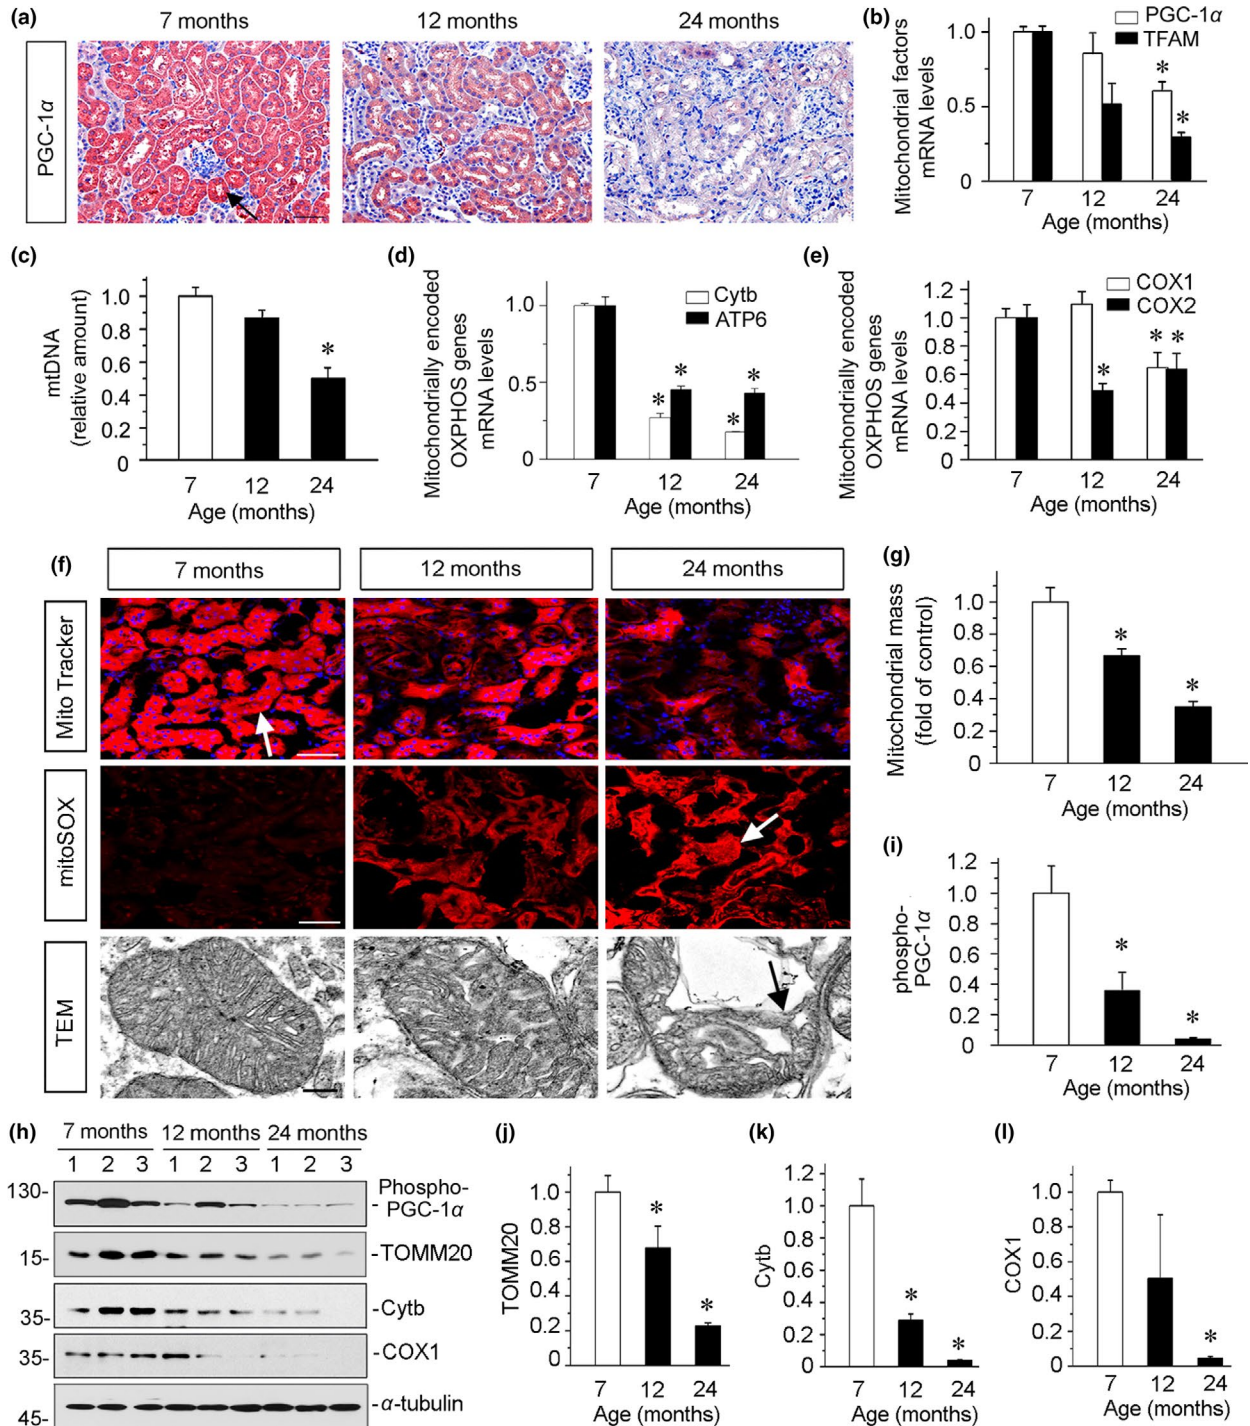 (a)
7 months
12 months
24 months
PGC-1α
(b)
PGC-1α
TFAM
Mitochondrial factors
mRNA levels
1.0
0.5
0
*
*
7
12
24
Age (months)
(c)
mtDNA
(relative amount)
1.0
0.8
0.6
0.4
0.2
0
*
7
12
24
Age (months)
(d)
Cytb
ATP6
Mitochondrially encoded
OXPHOS genes
mRNA levels
1.0
0.5
0
*
*
*
*
7
12
24
Age (months)
(e)
COX1
COX2
Mitochondrially encoded
OXPHOS genes
mRNA levels
1.2
1.0
0.8
0.6
0.4
0.2
0
*
* *
7
12
24
Age (months)
(f)
7 months
12 months
24 months
Mito Tracker
mitoSOX
TEM
(g)
Mitochondrial mass
(fold of control)
1.0
0.8
0.6
0.4
0.2
0
*
*
7
12
24
Age (months)
(i)
phospho-
PGC-1α
1.2
1.0
0.8
0.6
0.4
0.2
0
*
*
7
12
24
Age (months)
(h)
7 months 12 months 24 months
1 2 3 1 2 3 1 2 3
130- Phospho-
-PGC-1α
15- -TOMM20
35- -Cytb
35- -COX1
45- -α-tubulin
(j)
TOMM20
1.0
0.8
0.6
0.4
0.2
0
*
*
7
12
24
Age (months)
(k)
Cytb
1.2
1.0
0.8
0.6
0.4
0.2
0
*
*
7
12
24
Age (months)
(l)
COX1
1.0
0.8
0.6
0.4
0.2
0
*
7
12
24
Age (months)